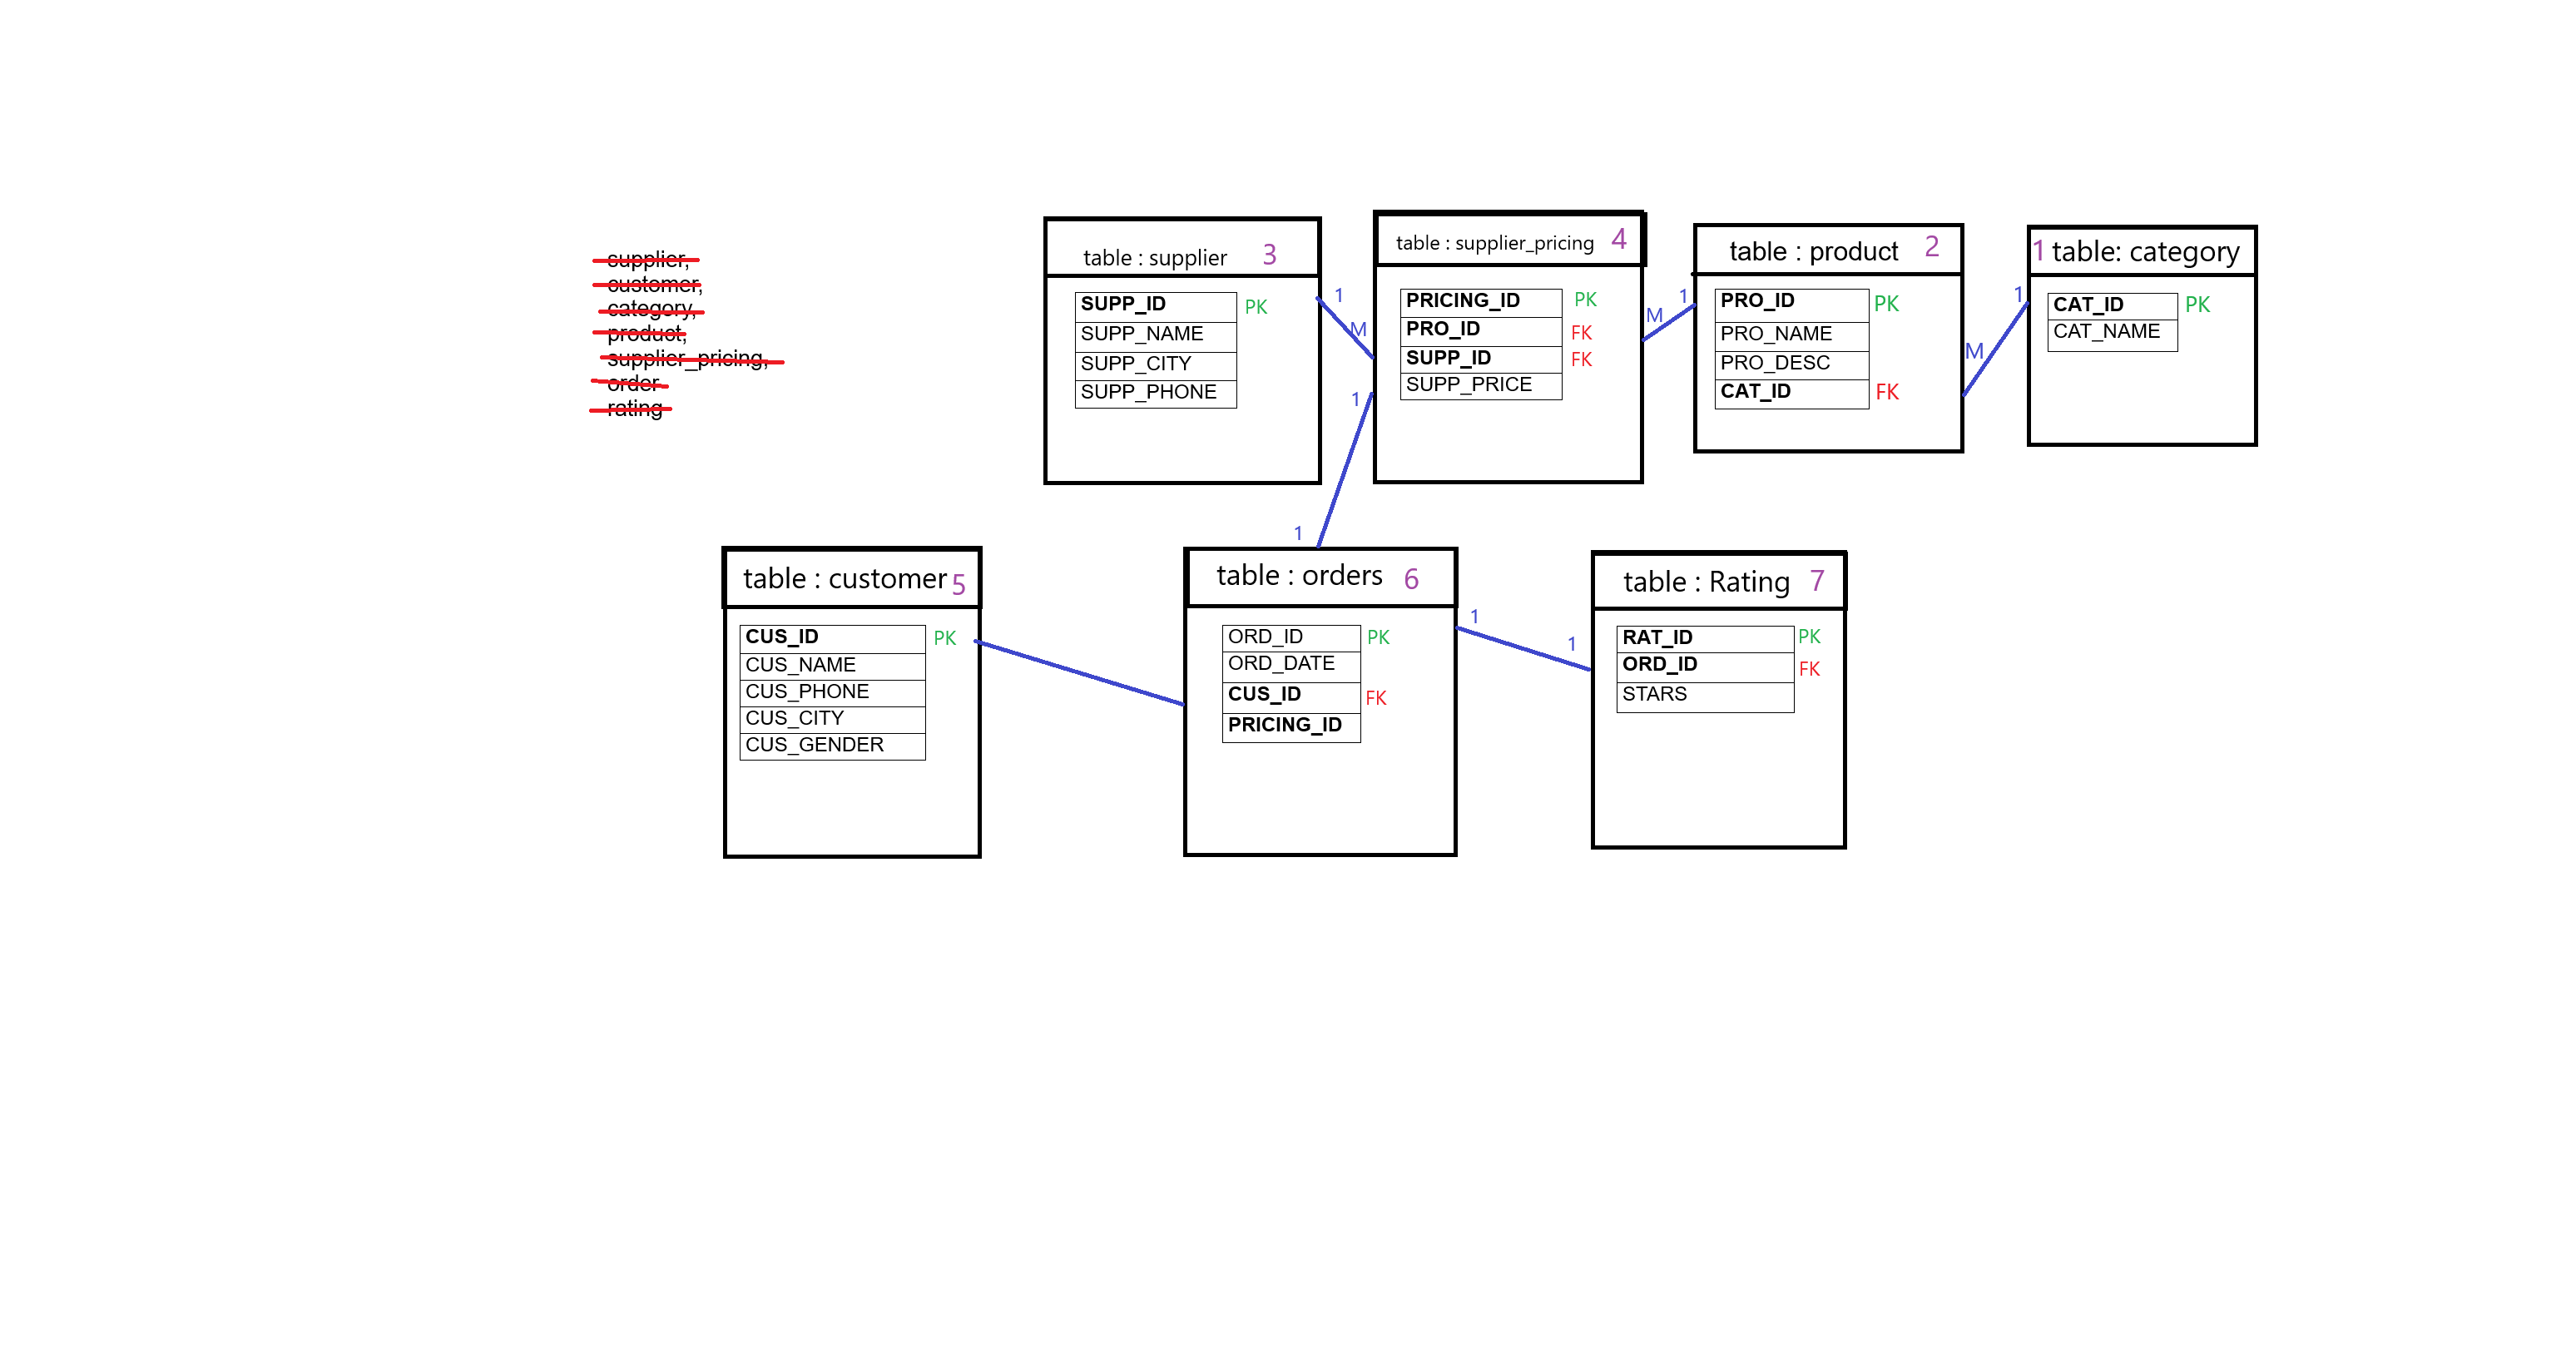 supplier,
customer,
category,
product,
supplier_pricing,
order
rating
table : supplier 3
SUPP_ID PK
SUPP_NAME
SUPP_CITY
SUPP_PHONE
1
M
table : supplier_pricing 4
PRICING_ID PK
PRO_ID FK
SUPP_ID FK
SUPP_PRICE
M
1
table : product 2
PRO_ID PK
PRO_NAME
PRO_DESC
CAT_ID FK
1
M
1 table: category
CAT_ID PK
CAT_NAME
1
1
table : customer 5
CUS_ID PK
CUS_NAME
CUS_PHONE
CUS_CITY
CUS_GENDER
table : orders 6
ORD_ID PK
ORD_DATE
CUS_ID FK
PRICING_ID
1
1
table : Rating 7
RAT_ID PK
ORD_ID FK
STARS